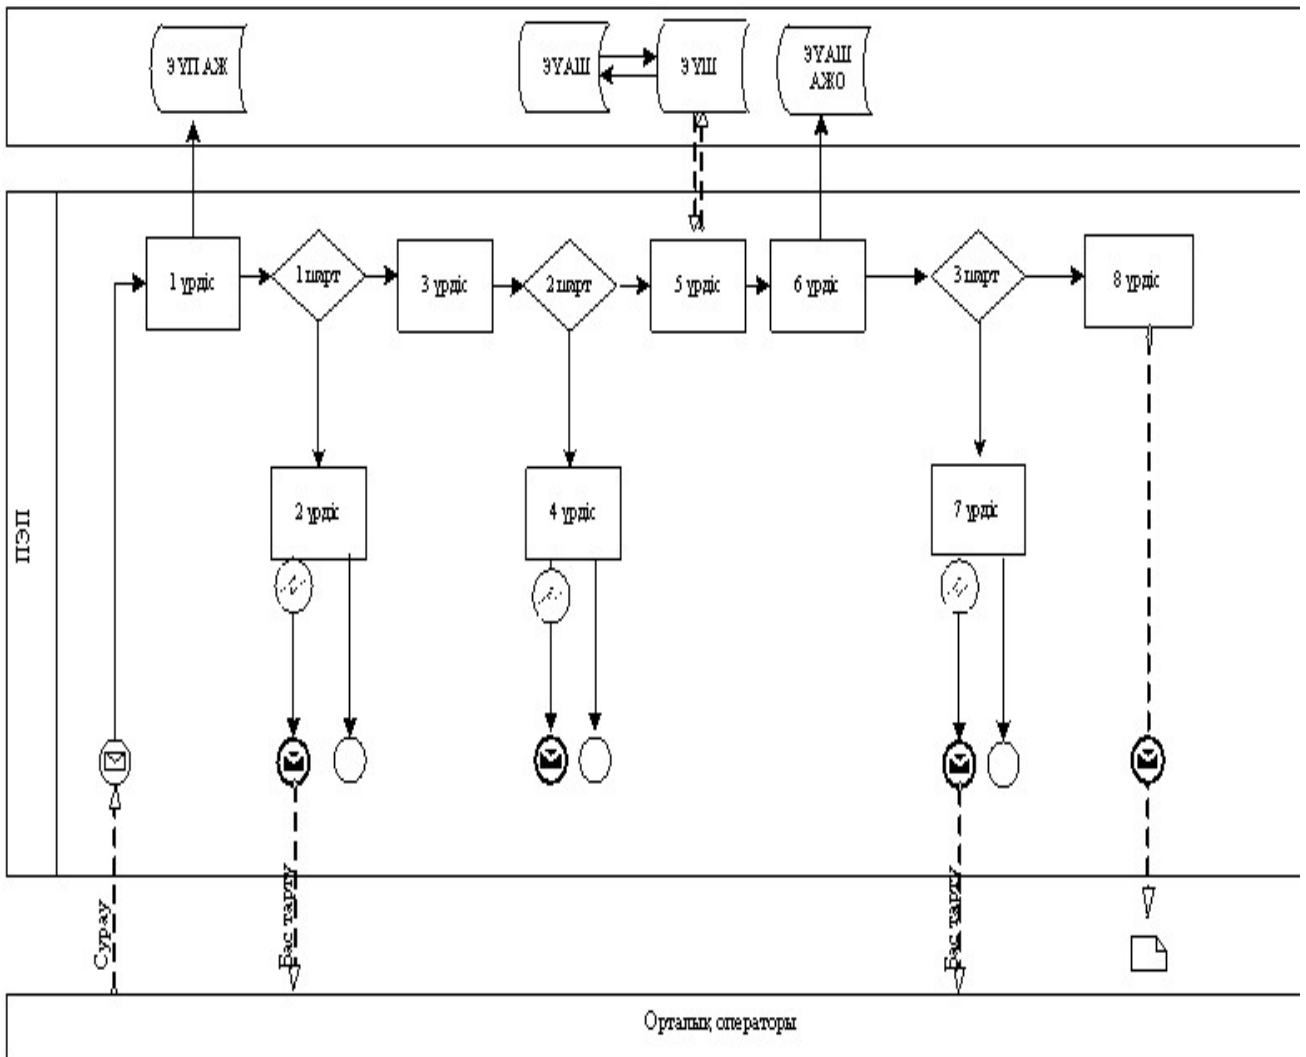 ЭҮП АЖ
ЭҮАШ
ЭҮШ
ЭҮАШ
АЖО
1 үрдіс
1 шарт
3 үрдіс
2 шарт
5 үрдіс
6 үрдіс
3 шарт
8 үрдіс
2 үрдіс
4 үрдіс
7 үрдіс
ПЭП
Сұрау
Бас тарту
Бас тарту
Орталық операторы